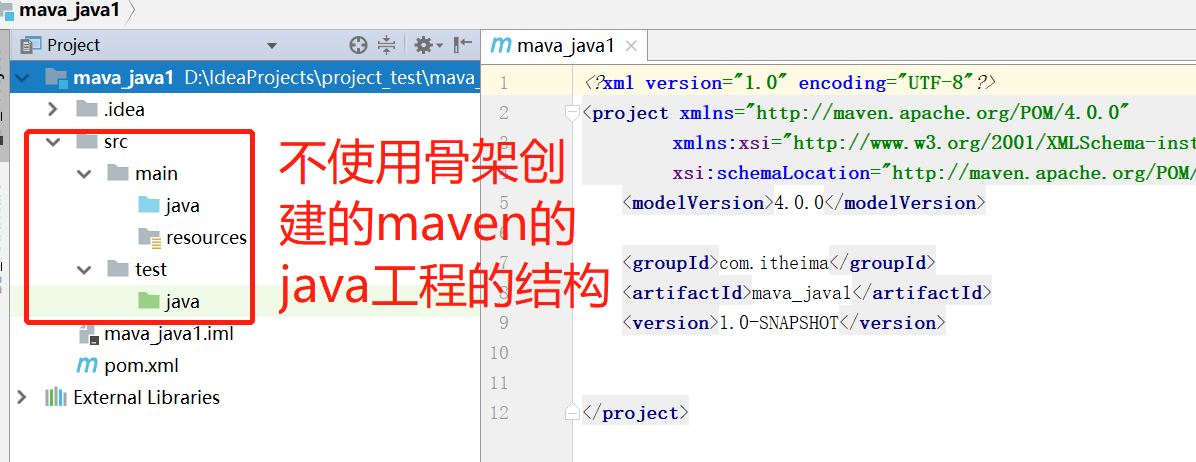 mava_java1
Project
mava_java1
mava_java1 D:\IdeaProjects\project_test\mava_
.idea
src
main
java
resources
test
java
mava_java1.iml
pom.xml
External Libraries
不使用骨架创
建的maven的
java工程的结构
1 <?xml version="1.0" encoding="UTF-8"?>
2 <project xmlns="http://maven.apache.org/POM/4.0.0"
xmlns:xsi="http://www.w3.org/2001/XMLSchema-inst
xsi:schemaLocation="http://maven.apache.org/POM/
5 <modelVersion>4.0.0</modelVersion>
<groupId>com.itheima</groupId>
<artifactId>mava_java1</artifactId>
9 <version>1.0-SNAPSHOT</version>
10
11
12 </project>